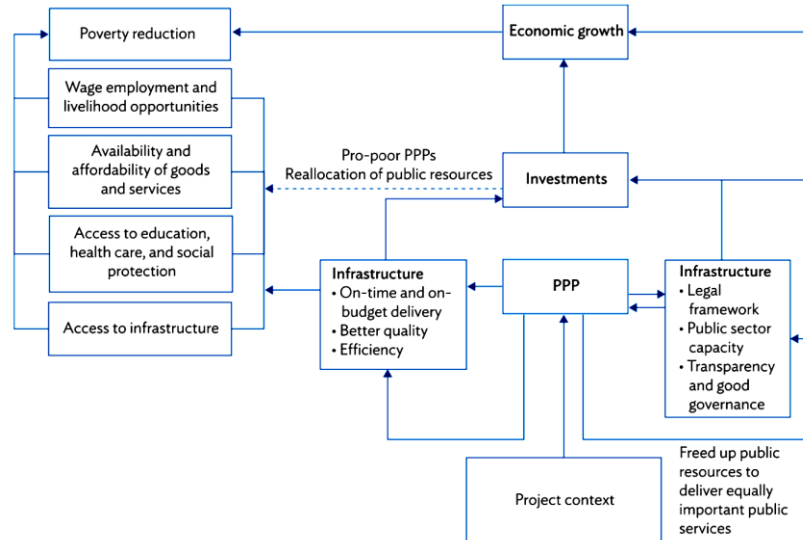 Poverty reduction
Economic growth
Wage employment and
livelihood opportunities
Availability and
affordability of goods
and services
Pro-poor PPPs
Reallocation of public resources
Investments
Access to education,
health care, and social
protection
Infrastructure
• On-time and on-
budget delivery
• Better quality
• Efficiency
PPP
Infrastructure
• Legal
framework
• Public sector
capacity
• Transparency
and good
governance
Access to infrastructure
Project context
Freed up public
resources to
deliver equally
important public
services